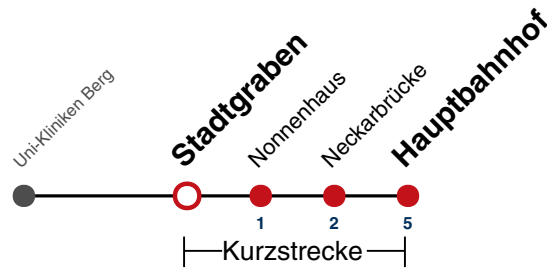 Uni-Kliniken Berg
Stadtgraben
Nonnenhaus
Neckarbrücke
Hauptbahnhof
1
2
5
Kurzstrecke